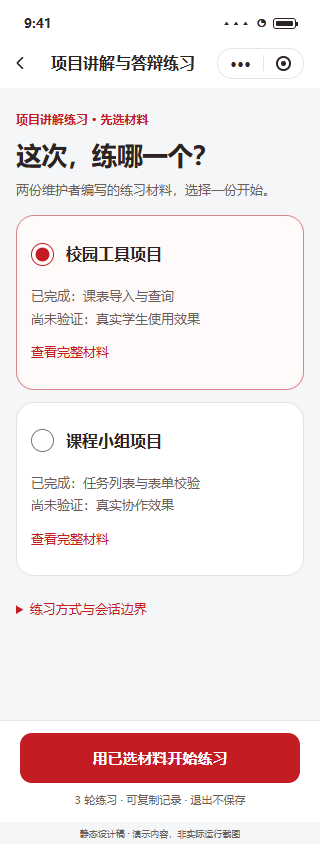 9:41
项目讲解与答辩练习
项目讲解练习·先选材料
这次，练哪一个？
两份维护者编写的练习材料，选择一份开始。
校园工具项目
已完成：课表导入与查询
尚未验证：真实学生使用效果
查看完整材料
课程小组项目
已完成：任务列表与表单校验
尚未验证：真实协作效果
查看完整材料
练习方式与会话边界
用已选材料开始练习
3 轮练习 · 可复制记录 · 退出不保存
静态设计稿 · 演示内容，非实际运行截图